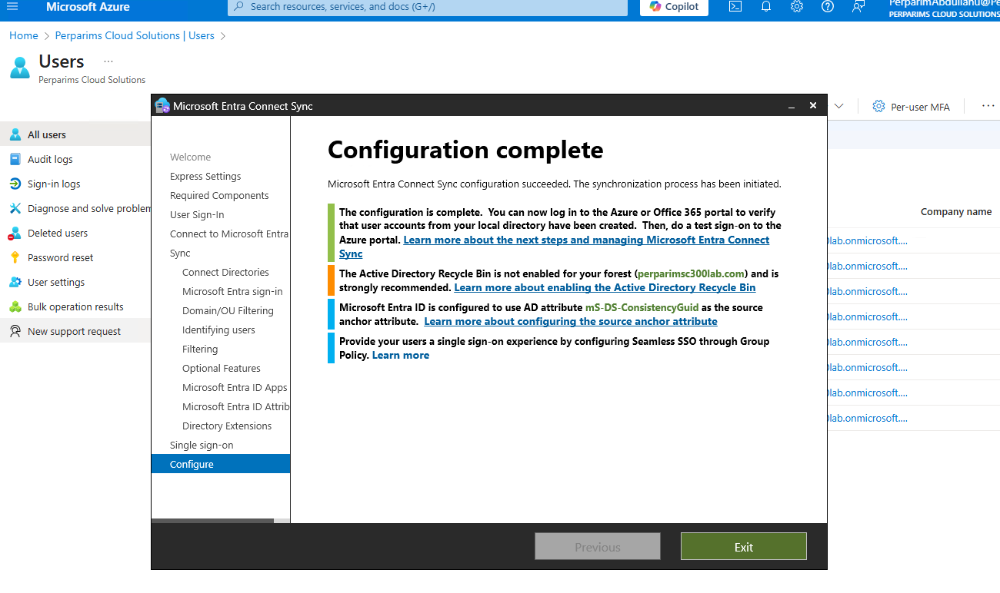 Microsoft Azure
Search resources, services, and docs (G+/)
Copilot
PERPARIMS CLOUD SOLUTIONS
Home > Perparims Cloud Solutions | Users >
Users ...
Perparims Cloud Solutions
Per-user MFA ...
All users
Audit logs
Sign-in logs
Diagnose and solve problem
Deleted users
Password reset
User settings
Bulk operation results
New support request
Microsoft Entra Connect Sync
Welcome
Express Settings
Required Components
User Sign-In
Connect to Microsoft Entra
Sync
Connect Directories
Microsoft Entra sign-in
Domain/OU Filtering
Identifying users
Filtering
Optional Features
Microsoft Entra ID Apps
Microsoft Entra ID Attrib
Directory Extensions
Single sign-on
Configure
Configuration complete
Microsoft Entra Connect Sync configuration succeeded. The synchronization process has been initiated.
The configuration is complete. You can now log in to the Azure or Office 365 portal to verify
that user accounts from your local directory have been created. Then, do a test sign-on to the
Azure portal. Learn more about the next steps and managing Microsoft Entra Connect
Sync
The Active Directory Recycle Bin is not enabled for your forest (perparimsc300lab.com) and is
strongly recommended. Learn more about enabling the Active Directory Recycle Bin
Microsoft Entra ID is configured to use AD attribute mS-DS-ConsistencyGuid as the source
anchor attribute. Learn more about configuring the source anchor attribute
Provide your users a single sign-on experience by configuring Seamless SSO through Group
Policy. Learn more
Previous
Exit
Company name
lab.onmicrosoft....
lab.onmicrosoft....
lab.onmicrosoft....
lab.onmicrosoft....
lab.onmicrosoft....
lab.onmicrosoft....
lab.onmicrosoft....
lab.onmicrosoft....